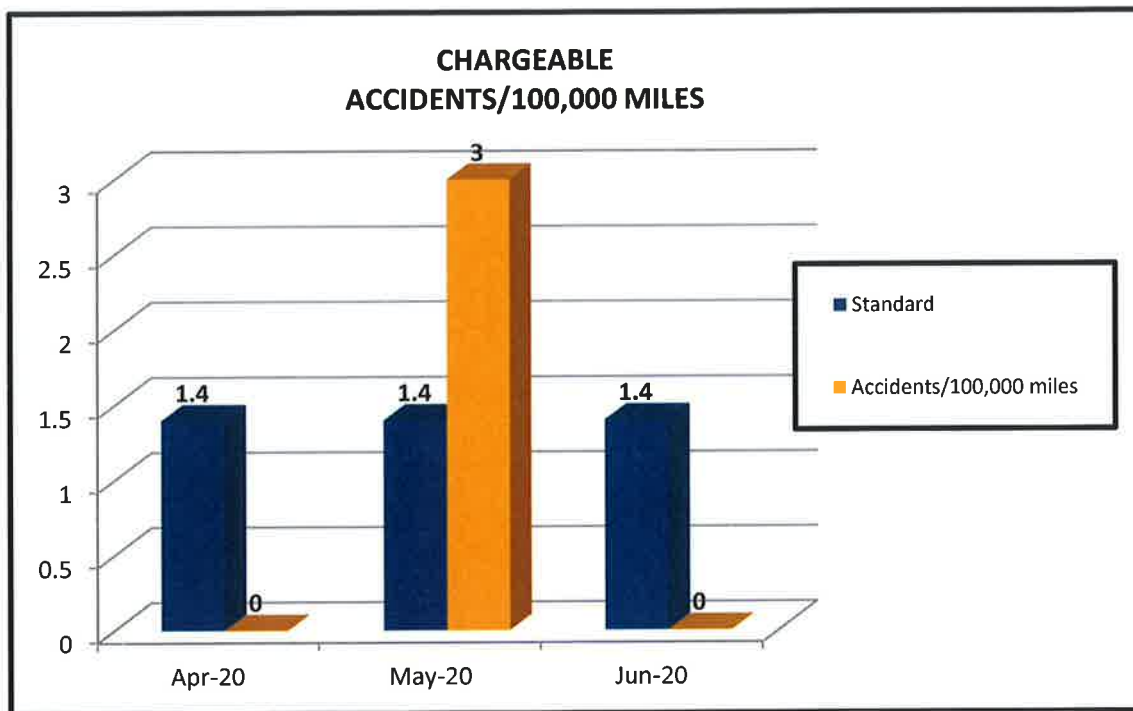 CHARGEABLE
ACCIDENTS/100,000 MILES
3
3
2.5
2
1.5
1
0.5
0
1.4
0
1.4
1.4
0
Apr-20
May-20
Jun-20
Standard
Accidents/100,000 miles